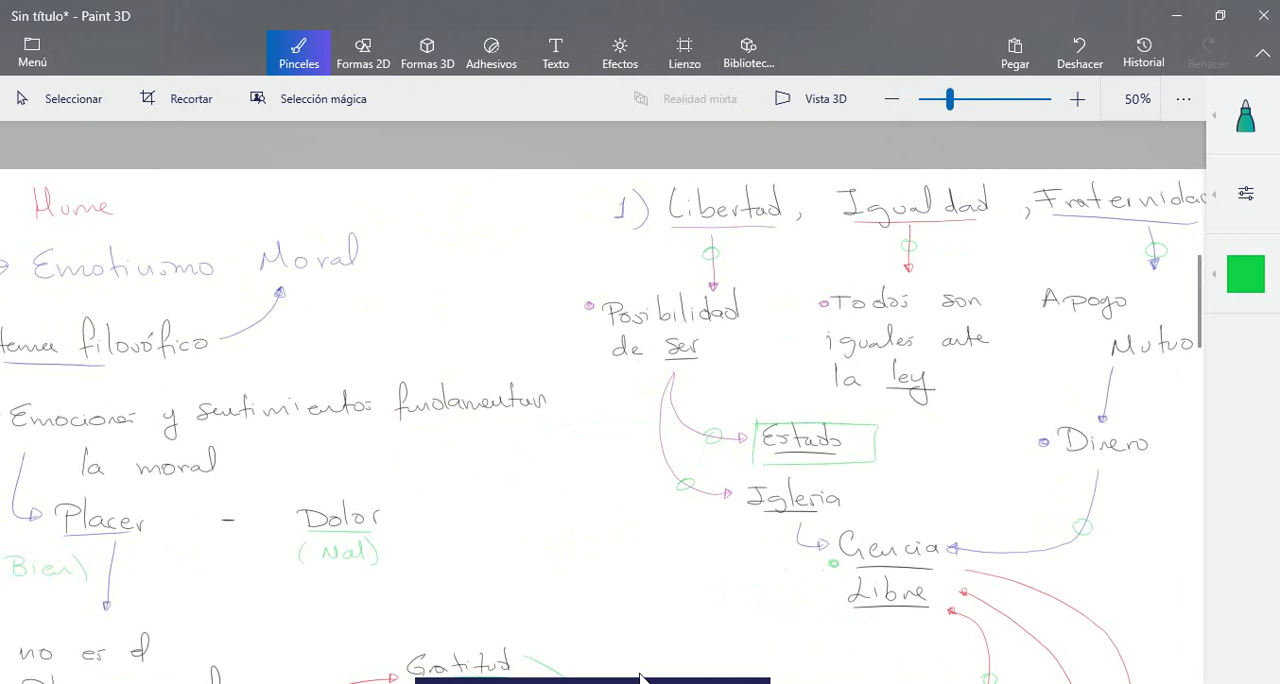 Sin título* - Paint 3D
Menú
Pinceles
Formas 2D
Formas 3D
Adhesivos
Texto
Efectos
Lienzo
Bibliotec...
Pegar
Deshacer
Historial
Rehacer
Seleccionar
Recortar
Selección mágica
Realidad mixta
Vista 3D
50%
Hume
Emotivismo Moral
tema filosófico
Emociones y sentimientos fundamentan
la moral
Placer - Dolor
Bien) (Mal)
no es el
Gratitud
1) Libertad, Igualdad, Fraternidad
Posibilidad
de ser
Todos son
iguales ante
la ley
Apoyo
Mutuo
Estado
Iglesia
Dinero
Ciencia
Libre